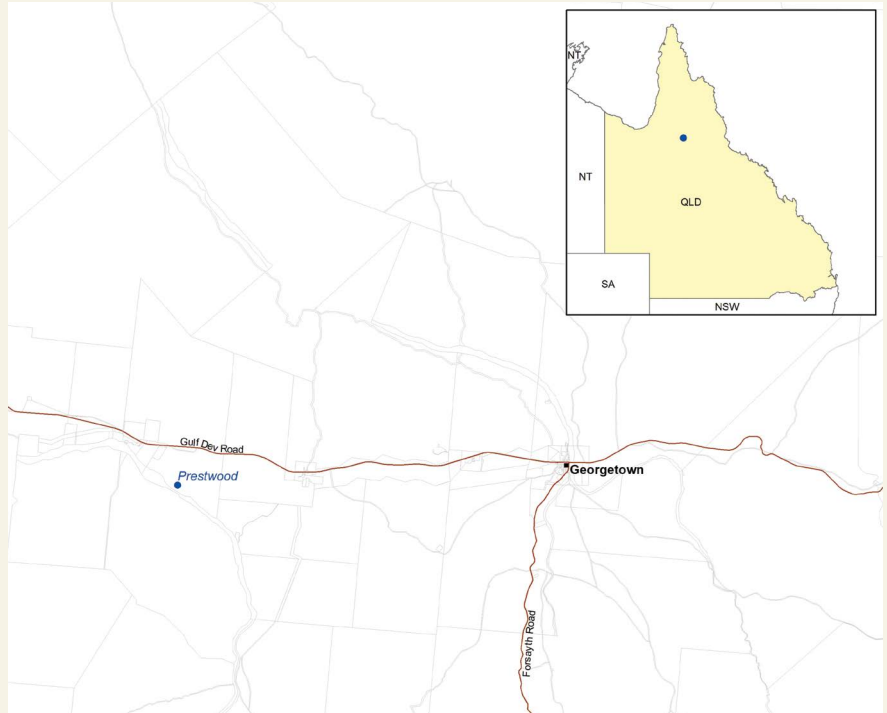 NT
NT
QLD
SA
NSW
Gulf Dev Road
Prestwood
Georgetown
Forsayth Road